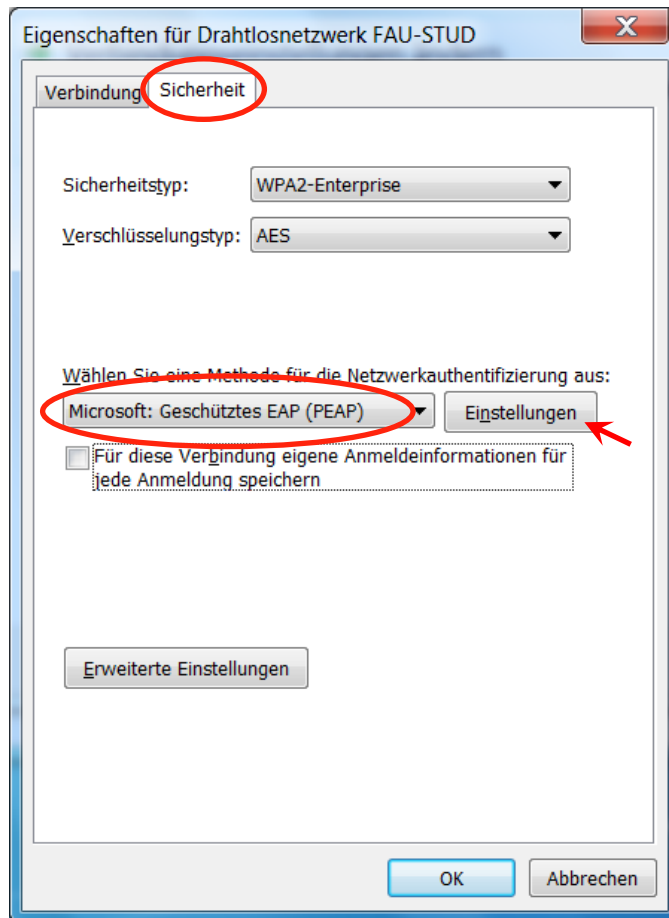 Eigenschaften für Drahtlosnetzwerk FAU-STUD
Verbindung Sicherheit
Sicherheitstyp: WPA2-Enterprise
Verschlüsselungstyp: AES
Wählen Sie eine Methode für die Netzwerkauthentifizierung aus:
Microsoft: Geschütztes EAP (PEAP) Einstellungen
Für diese Verbindung eigene Anmeldeinformationen für
jede Anmeldung speichern
Erweiterte Einstellungen
OK Abbrechen